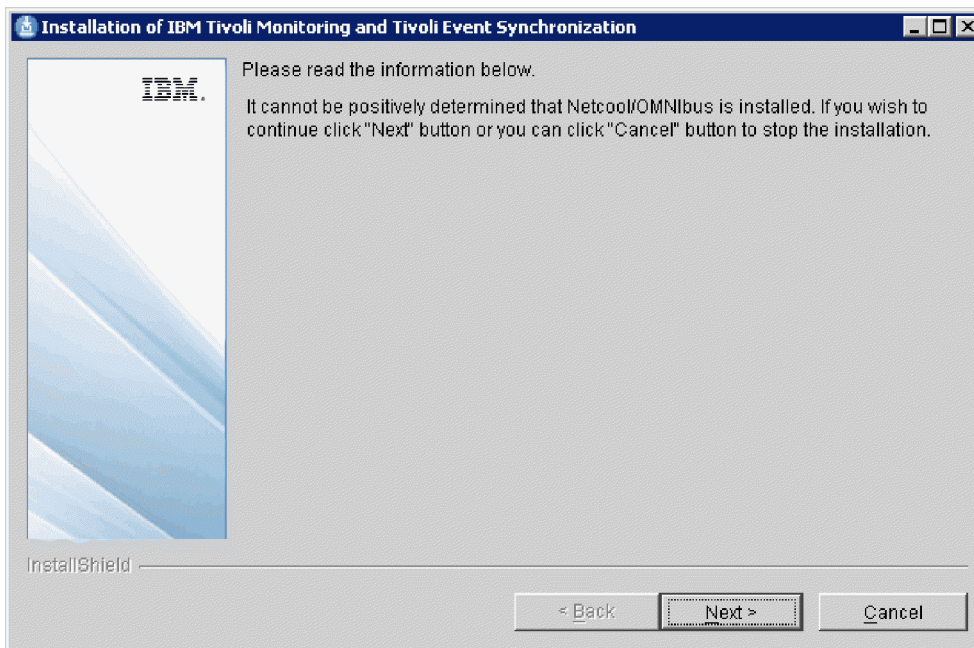 Installation of IBM Tivoli Monitoring and Tivoli Event Synchronization
IBM.
Please read the information below.
It cannot be positively determined that Netcool/OMNIbus is installed. If you wish to
continue click "Next" button or you can click "Cancel" button to stop the installation.
InstallShield
< Back
Next >
Cancel